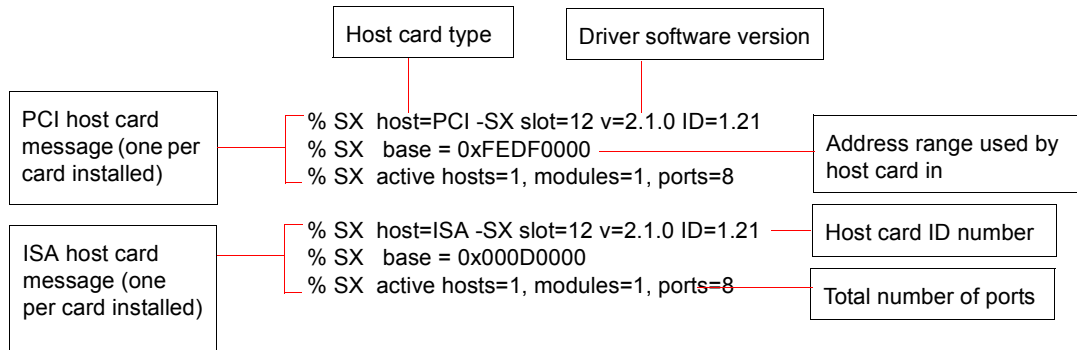 Host card type
Driver software version
PCI host card
message (one per
card installed)
% SX host=PCI -SX slot=12 v=2.1.0 ID=1.21
% SX base = 0xFEDF0000
% SX active hosts=1, modules=1, ports=8
Address range used by
host card in
ISA host card
message (one
per card installed)
% SX host=ISA -SX slot=12 v=2.1.0 ID=1.21
% SX base = 0x000D0000
% SX active hosts=1, modules=1, ports=8
Host card ID number
Total number of ports